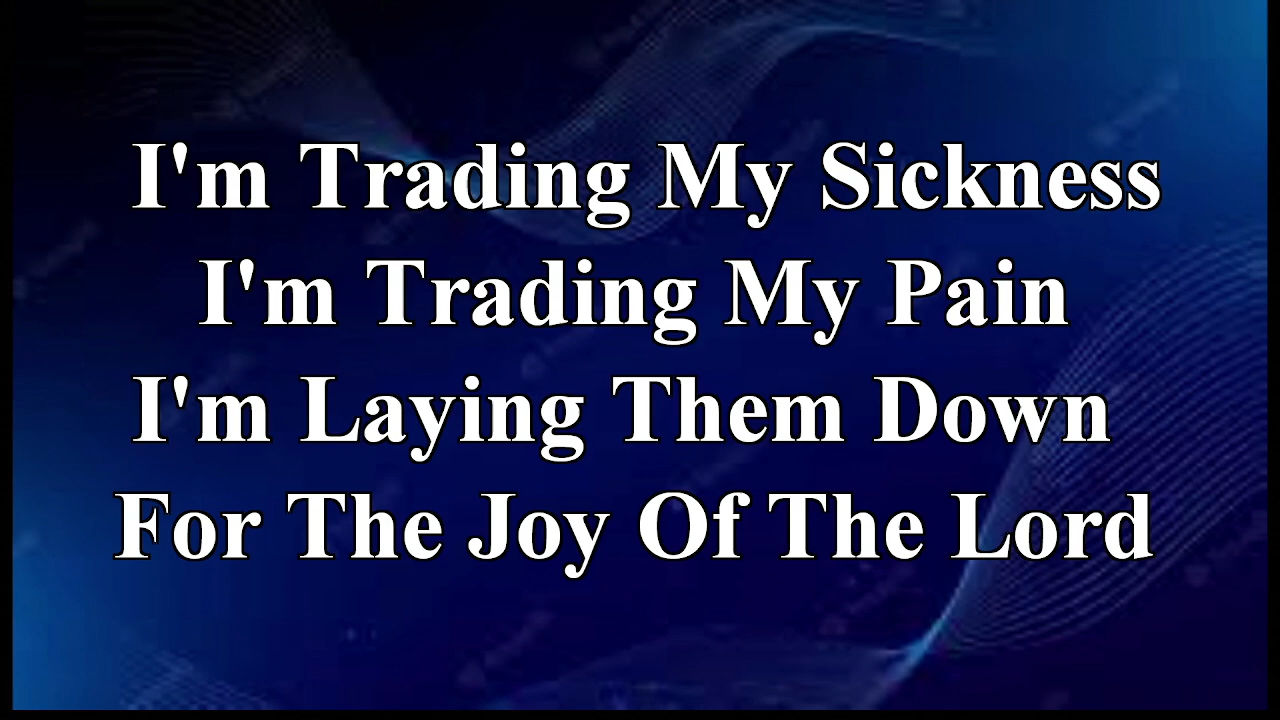 I'm Trading My Sickness
I'm Trading My Pain
I'm Laying Them Down
For The Joy Of The Lord